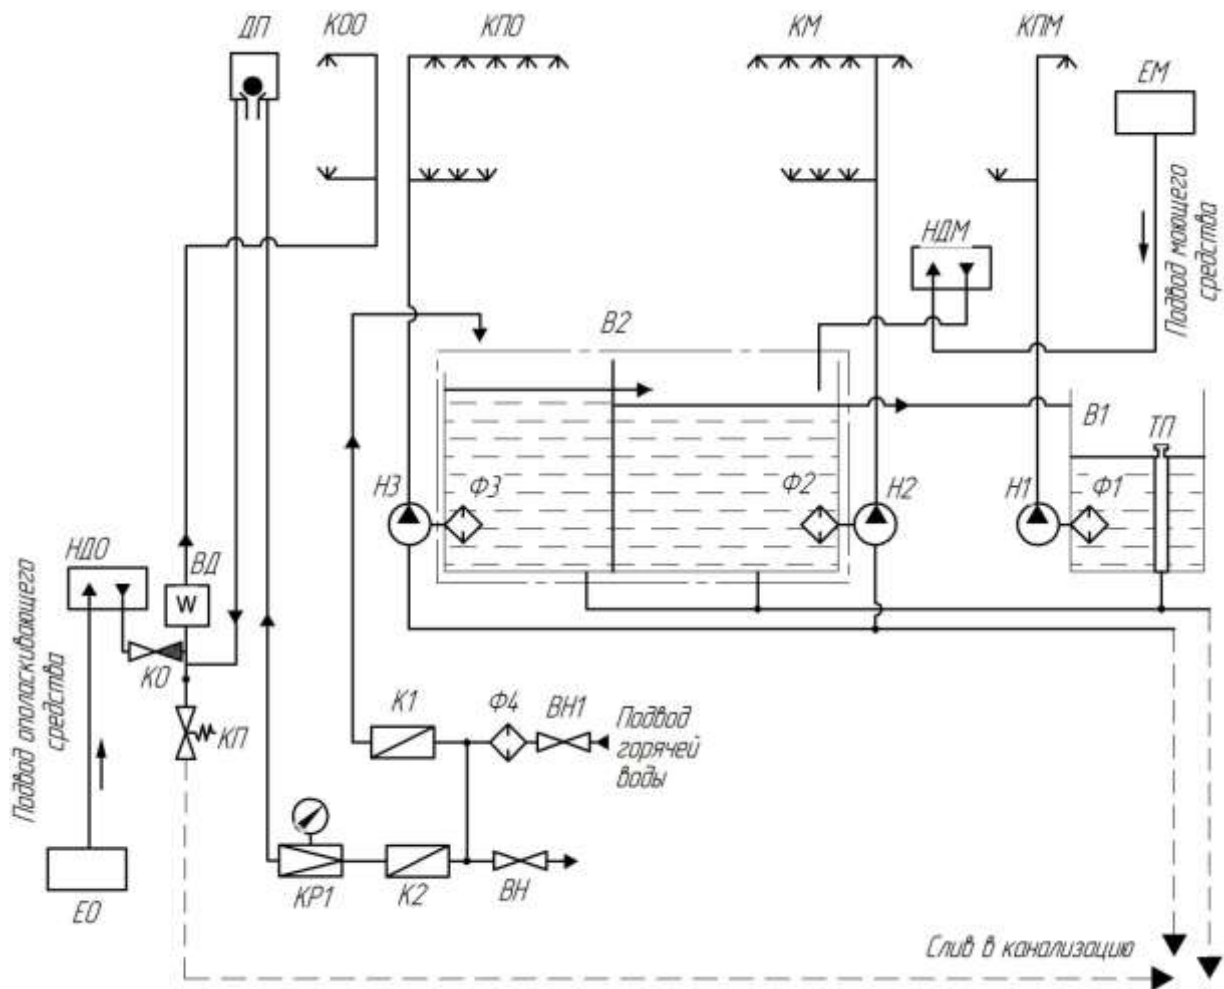 ДП
КОО
КПО
КМ
КПМ
ЕМ
НДМ
Подвод моющего
средства
В2
В1
ТП
Н3
Ф3
Ф2
Н2
Н1
Ф1
НДО
ВД
W
КО
КП
Подвод ополаскивающего
средства
К1
Ф4
ВН1
Подвод
горячей
воды
КР1
К2
ВН
ЕО
Слив в канализацию